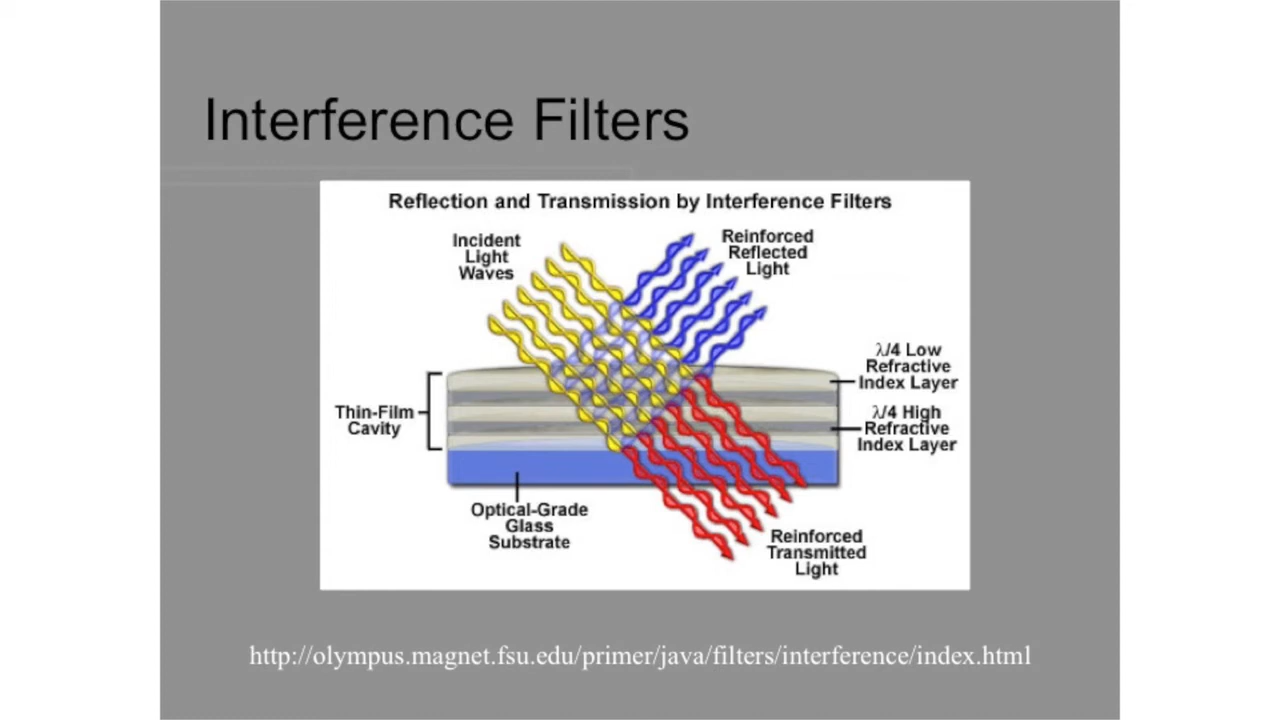 Interference Filters
Reflection and Transmission by Interference Filters
Incident
Light
Waves
Reinforced
Reflected
Light
λ/4 Low
Refractive
Index Layer
Thin-Film
Cavity
λ/4 High
Refractive
Index Layer
Optical-Grade
Glass
Substrate
Reinforced
Transmitted
Light
http://olympus.magnet.fsu.edu/primer/java/filters/interference/index.html